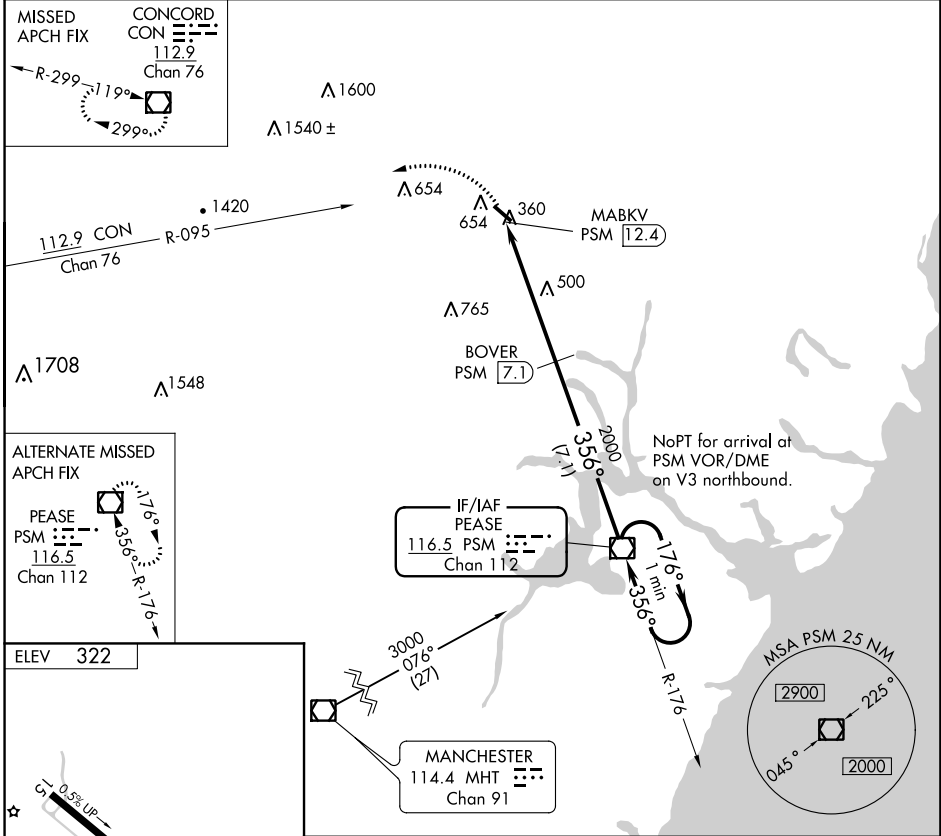 MISSED
APCH FIX
CONCORD
CON
112.9
Chan 76
R-299
119°
299°
1600
1540 ±
654
654
360
MABKV
PSM 12.4
1420
112.9 CON
Chan 76
R-095
500
765
BOVER
PSM 7.1
1708
1548
2000
356°
(7.1)
NoPT for arrival at
PSM VOR/DME
on V3 northbound.
ALTERNATE MISSED
APCH FIX
PEASE
PSM
116.5
Chan 112
176°
356°
R-176
IF/IAF
PEASE
116.5 PSM
Chan 112
176°
1 min
356°
R-176
3000
076°
(27)
MANCHESTER
114.4 MHT
Chan 91
MSA PSM 25 NM
2900
225°
045°
2000
ELEV 322
15
0.5% UP